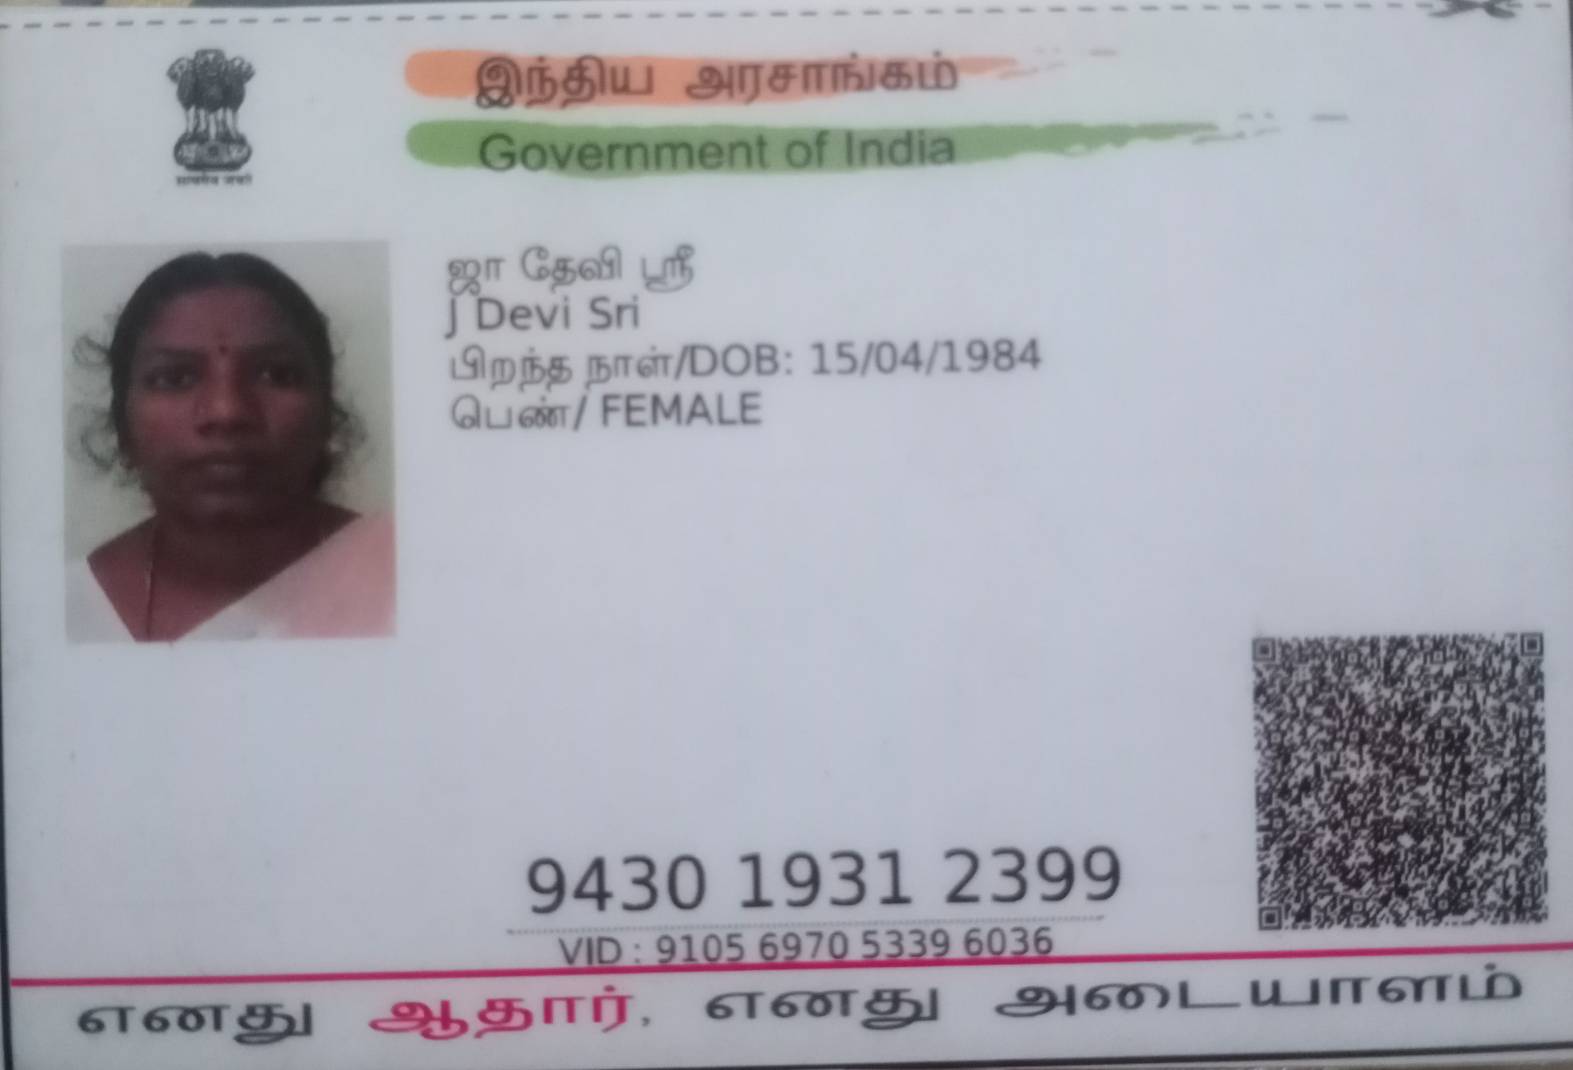 இந்திய அரசாங்கம்
Government of India
सत्यमेव जयते
ஜா தேவி ஸ்ரீ
J Devi Sri
பிறந்த நாள்/DOB: 15/04/1984
பெண்/ FEMALE
9430 1931 2399
VID : 9105 6970 5339 6036
எனது ஆதார், எனது அடையாளம்